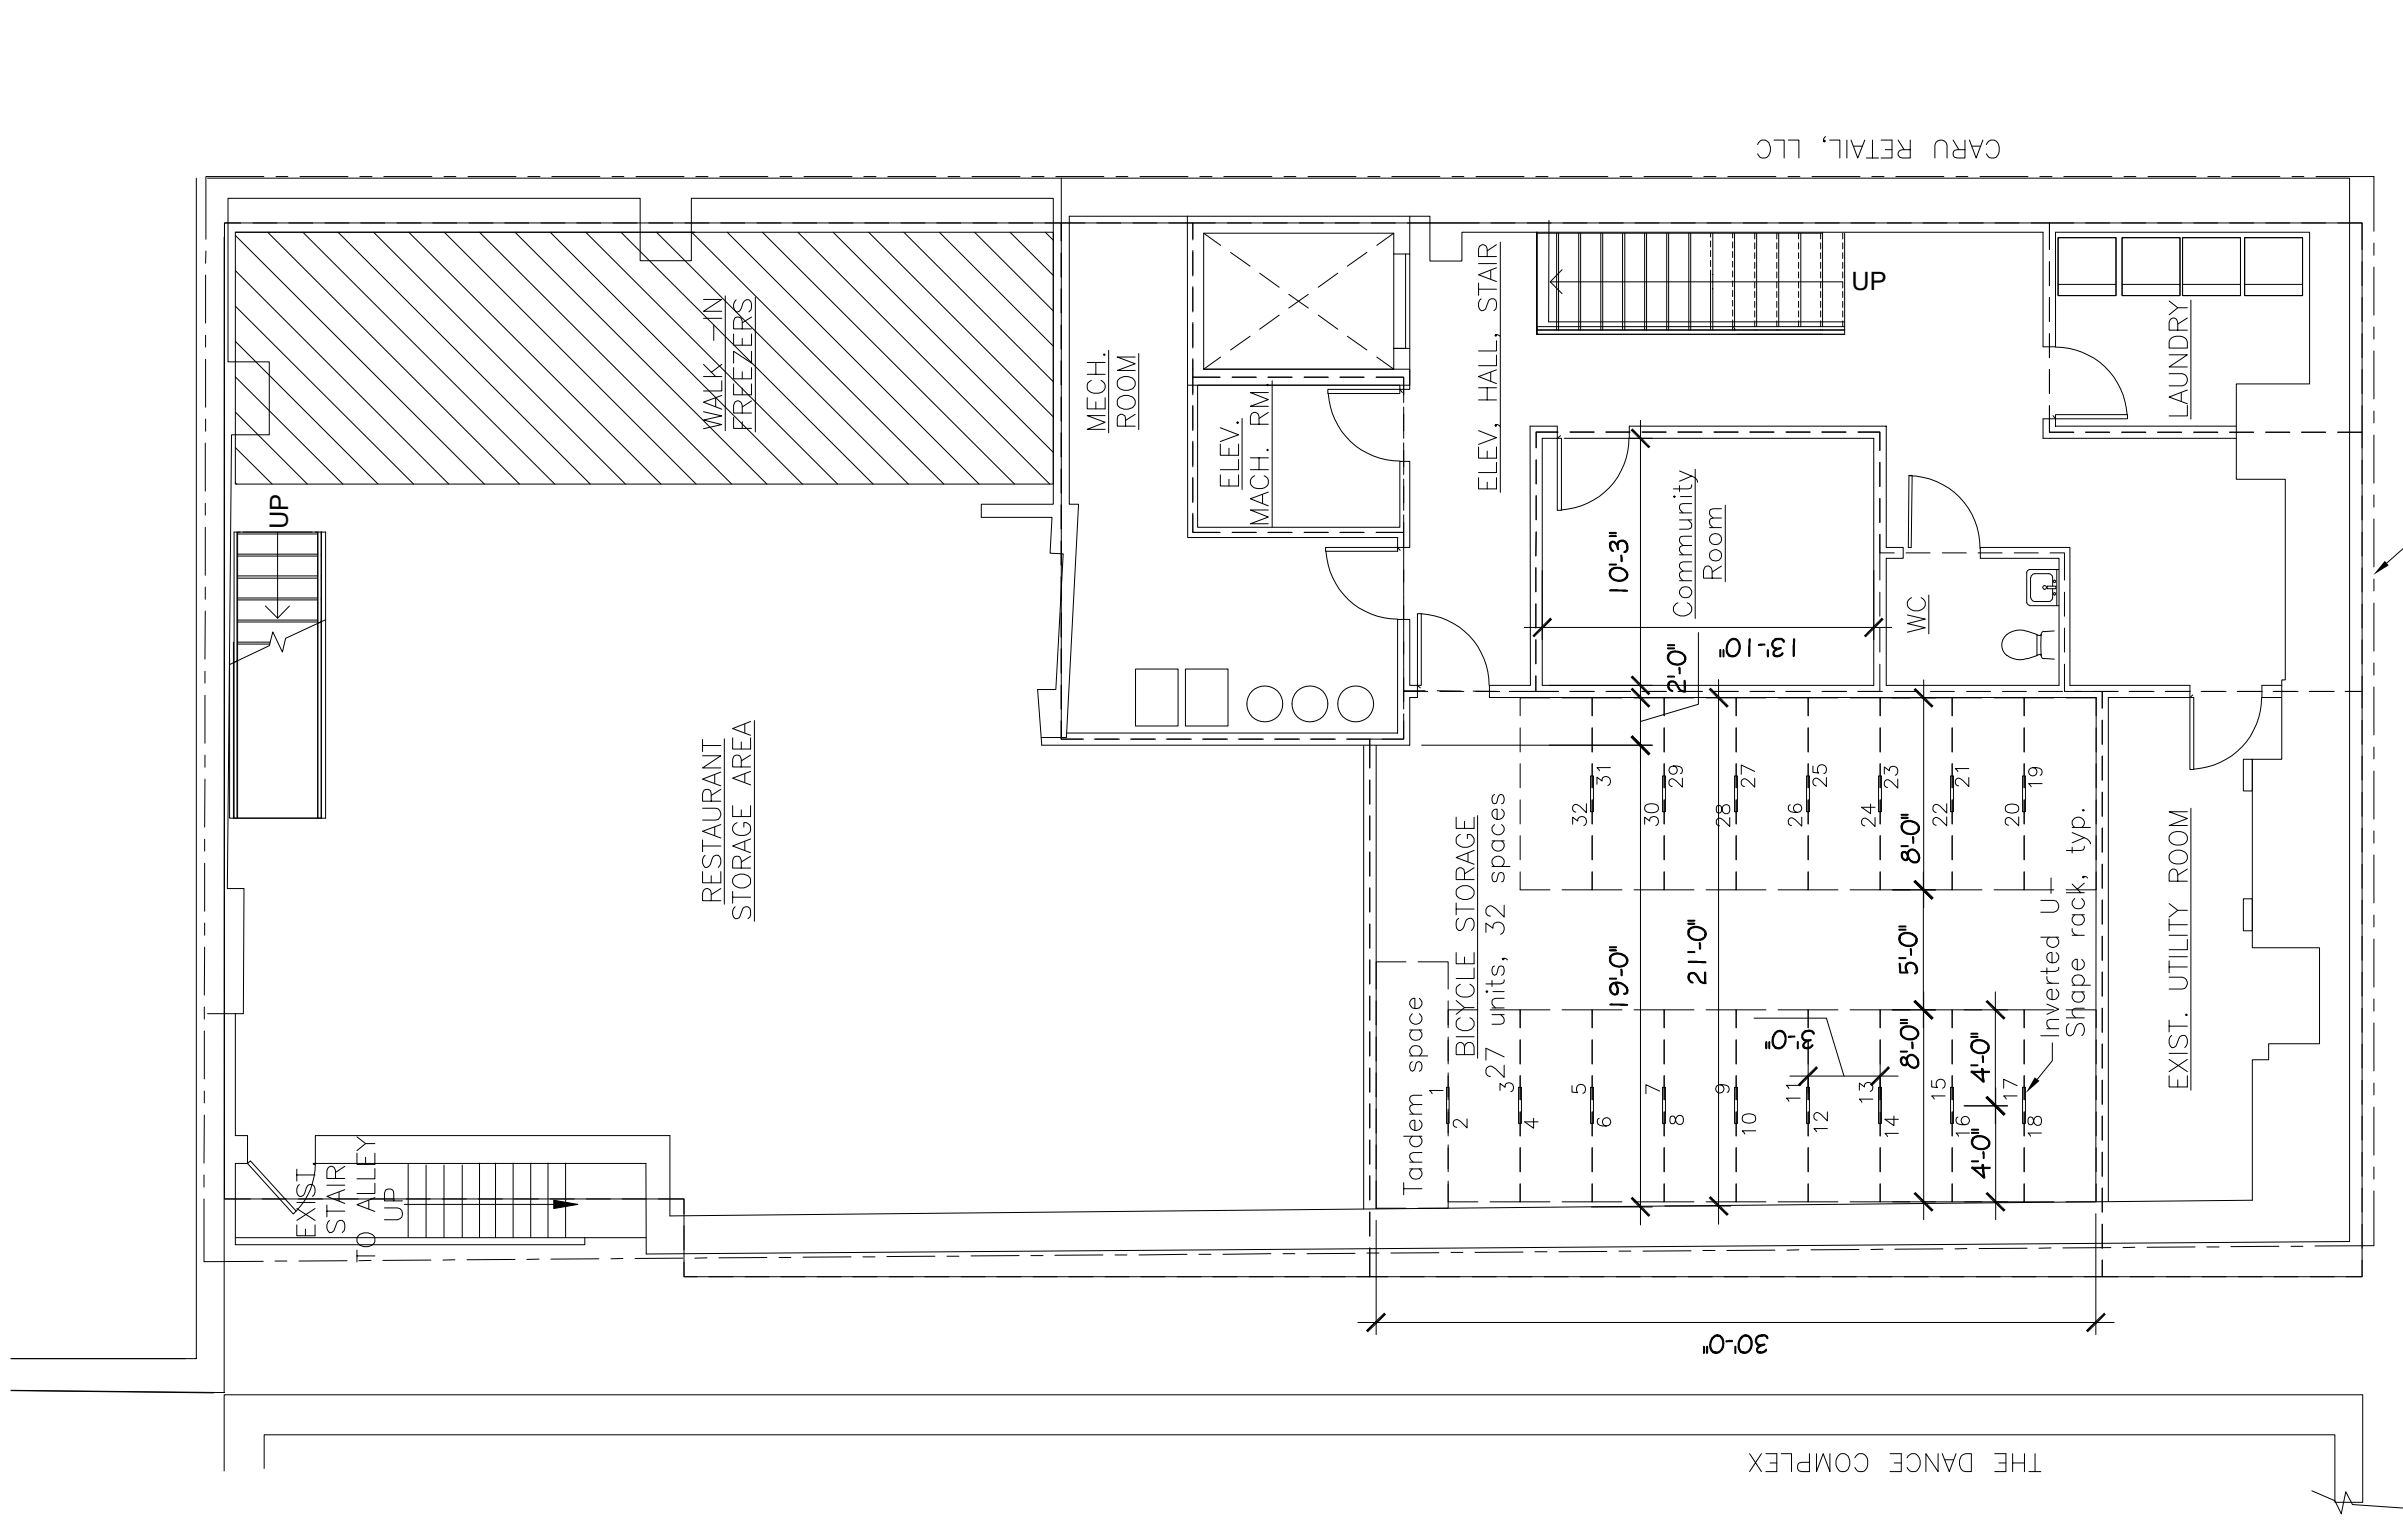 CARU RETAIL, LLC
WALK-IN
FREEZERS
UP
MECH.
ROOM
ELEV.
MACH. RM.
ELEV, HALL, STAIR
UP
LAUNDRY
Community
Room
10'-3"
13'-10"
2'-0"
WC
RESTAURANT
STORAGE AREA
BICYCLE STORAGE
27 units, 32 spaces
Tandem space
32
31
30
29
28
27
26
25
24
23
22
21
20
19
8'-0"
19'-0"
21'-0"
5'-0"
3'-0"
8'-0"
4'-0"
4'-0"
Inverted U-
Shape rack, typ.
1
2
3
4
5
6
7
8
9
10
11
12
13
14
15
16
17
18
EXIST. UTILITY ROOM
EXIST
STAIR
TO ALLEY
UP
30'-0"
THE DANCE COMPLEX